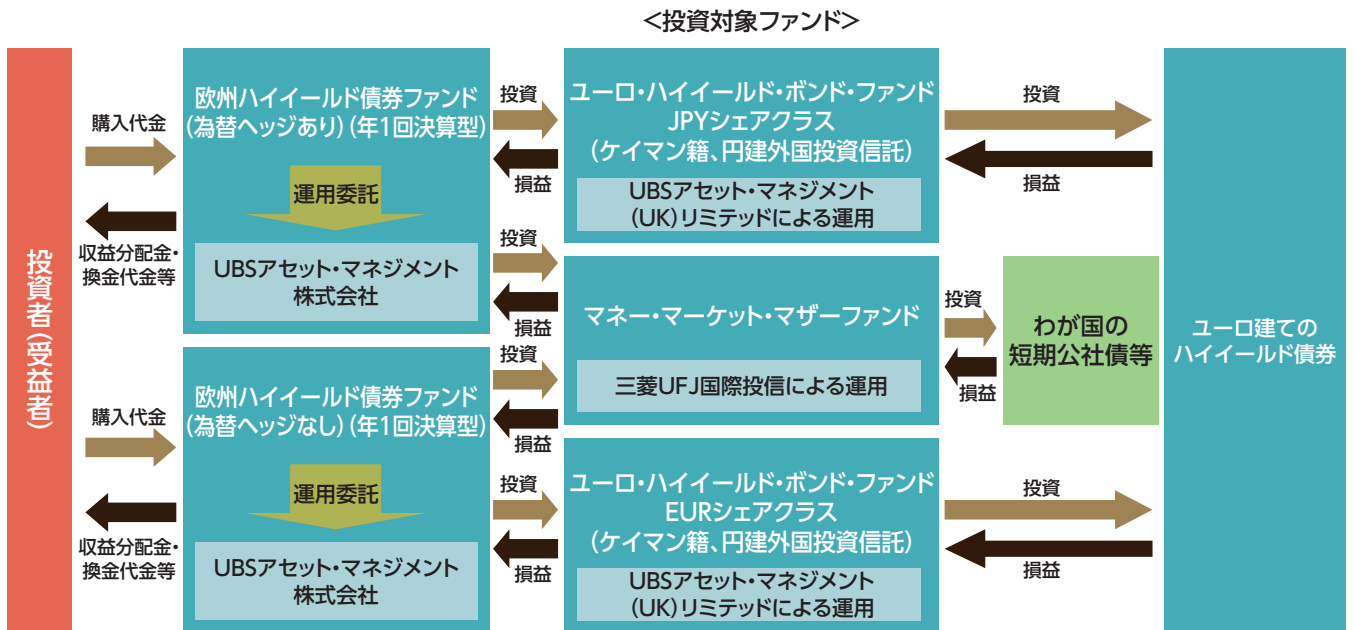 ＜投資対象ファンド＞
投資者(受益者)
購入代金
収益分配金・
換金代金等
欧州ハイイールド債券ファンド
(為替ヘッジあり)(年1回決算型)
運用委託
UBSアセット・マネジメント
株式会社
投資
損益
ユーロ・ハイイールド・ボンド・ファンド
JPYシェアクラス
(ケイマン籍、円建外国投資信託)
UBSアセット・マネジメント
(UK)リミテッドによる運用
投資
損益
投資
損益
マネー・マーケット・マザーファンド
三菱UFJ国際投信による運用
投資
損益
わが国の
短期公社債等
ユーロ建ての
ハイイールド債券
投資
損益
購入代金
収益分配金・
換金代金等
欧州ハイイールド債券ファンド
(為替ヘッジなし)(年1回決算型)
運用委託
UBSアセット・マネジメント
株式会社
投資
損益
ユーロ・ハイイールド・ボンド・ファンド
EURシェアクラス
(ケイマン籍、円建外国投資信託)
UBSアセット・マネジメント
(UK)リミテッドによる運用
投資
損益